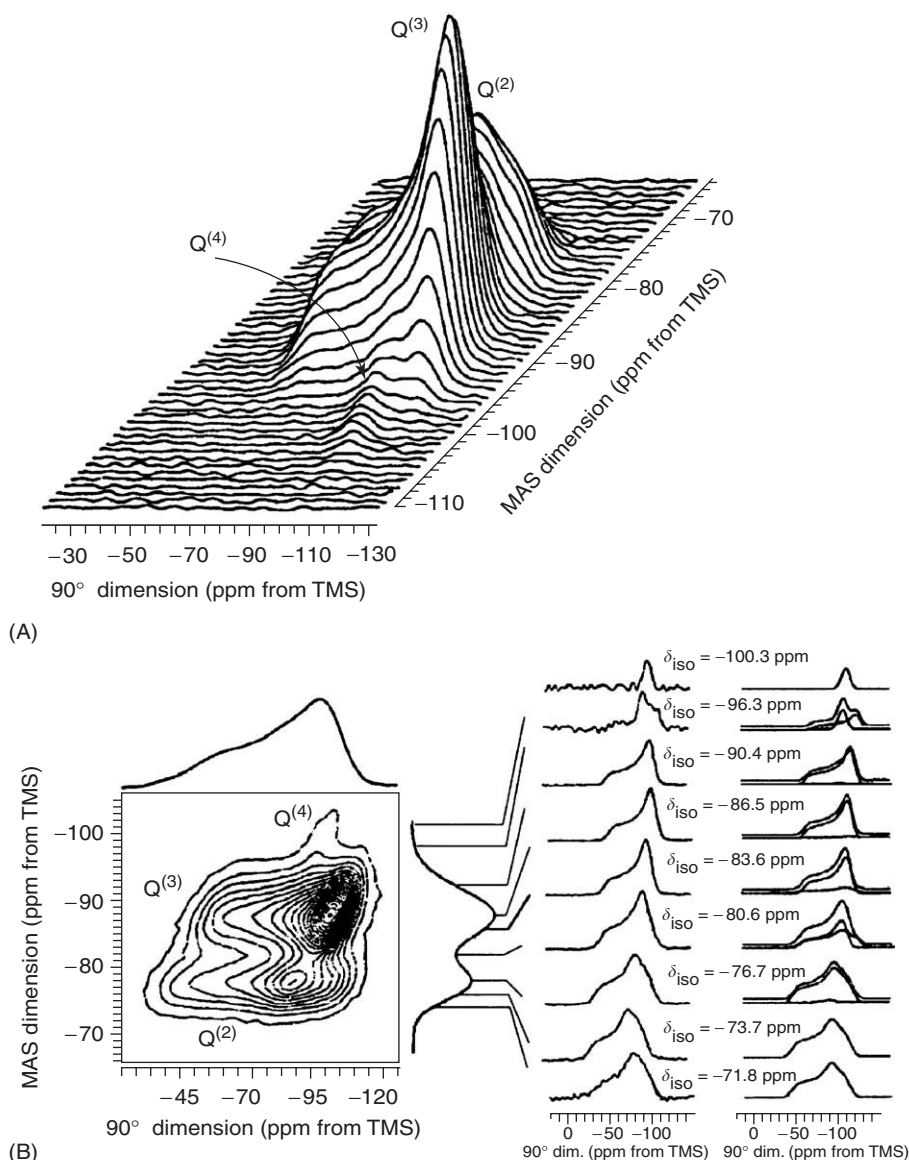 Q(3)
Q(2)
Q(4)
−70
−80
−90
−100
−110
MAS dimension (ppm from TMS)
−30 −50 −70 −90 −110 −130
90° dimension (ppm from TMS)
(A)
Q(4)
Q(3)
Q(2)
−100
−90
−80
−70
MAS dimension (ppm from TMS)
−45 −70 −95 −120
90° dimension (ppm from TMS)
δiso = −100.3 ppm
δiso = −96.3 ppm
δiso = −90.4 ppm
δiso = −86.5 ppm
δiso = −83.6 ppm
δiso = −80.6 ppm
δiso = −76.7 ppm
δiso = −73.7 ppm
δiso = −71.8 ppm
0 −50 −100
90° dim. (ppm from TMS)
0 −50 −100
90° dim. (ppm from TMS)
(B)